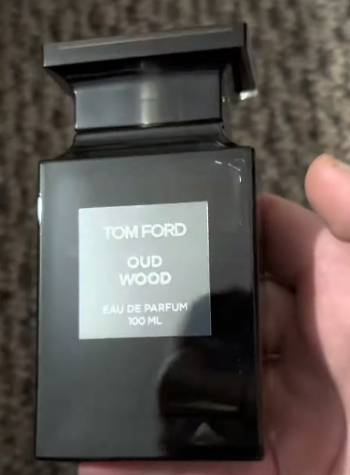 TOM FORD
OUD
WOOD
EAU DE PARFUM
100 ML